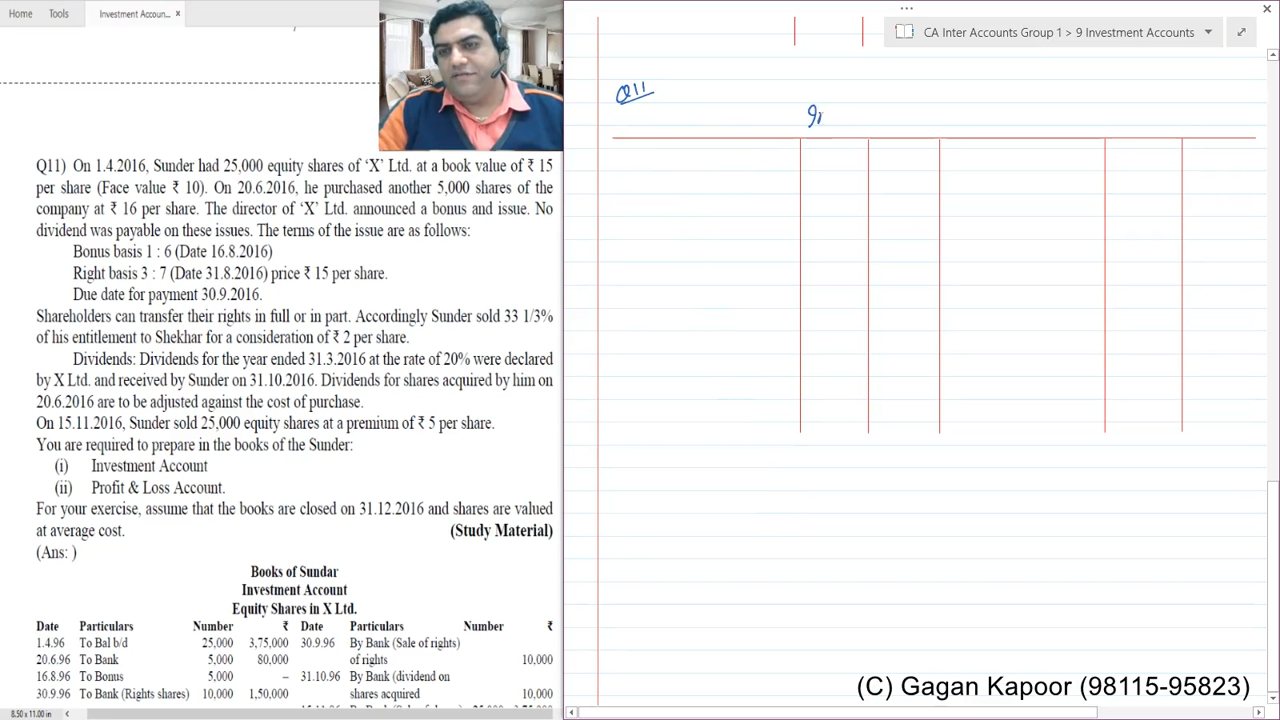 Home Tools Investment Accoun... ×
CA Inter Accounts Group 1 > 9 Investment Accounts
Q11
In
Q11) On 1.4.2016, Sunder had 25,000 equity shares of ‘X’ Ltd. at a book value of ₹ 15
per share (Face value ₹ 10). On 20.6.2016, he purchased another 5,000 shares of the
company at ₹ 16 per share. The director of ‘X’ Ltd. announced a bonus and issue. No
dividend was payable on these issues. The terms of the issue are as follows:
Bonus basis 1 : 6 (Date 16.8.2016)
Right basis 3 : 7 (Date 31.8.2016) price ₹ 15 per share.
Due date for payment 30.9.2016.
Shareholders can transfer their rights in full or in part. Accordingly Sunder sold 33 1/3%
of his entitlement to Shekhar for a consideration of ₹ 2 per share.
Dividends: Dividends for the year ended 31.3.2016 at the rate of 20% were declared
by X Ltd. and received by Sunder on 31.10.2016. Dividends for shares acquired by him on
20.6.2016 are to be adjusted against the cost of purchase.
On 15.11.2016, Sunder sold 25,000 equity shares at a premium of ₹ 5 per share.
You are required to prepare in the books of the Sunder:
(i) Investment Account
(ii) Profit & Loss Account.
For your exercise, assume that the books are closed on 31.12.2016 and shares are valued
at average cost. (Study Material)
(Ans: )
Books of Sundar
Investment Account
Equity Shares in X Ltd.
Date Particulars Number ₹ Date Particulars Number ₹
1.4.96 To Bal b/d 25,000 3,75,000 30.9.96 By Bank (Sale of rights)
20.6.96 To Bank 5,000 80,000 of rights 10,000
16.8.96 To Bonus 5,000 – 31.10.96 By Bank (dividend on
30.9.96 To Bank (Rights shares) 10,000 1,50,000 shares acquired 10,000
8.50 x 11.00 in
(C) Gagan Kapoor (98115-95823)